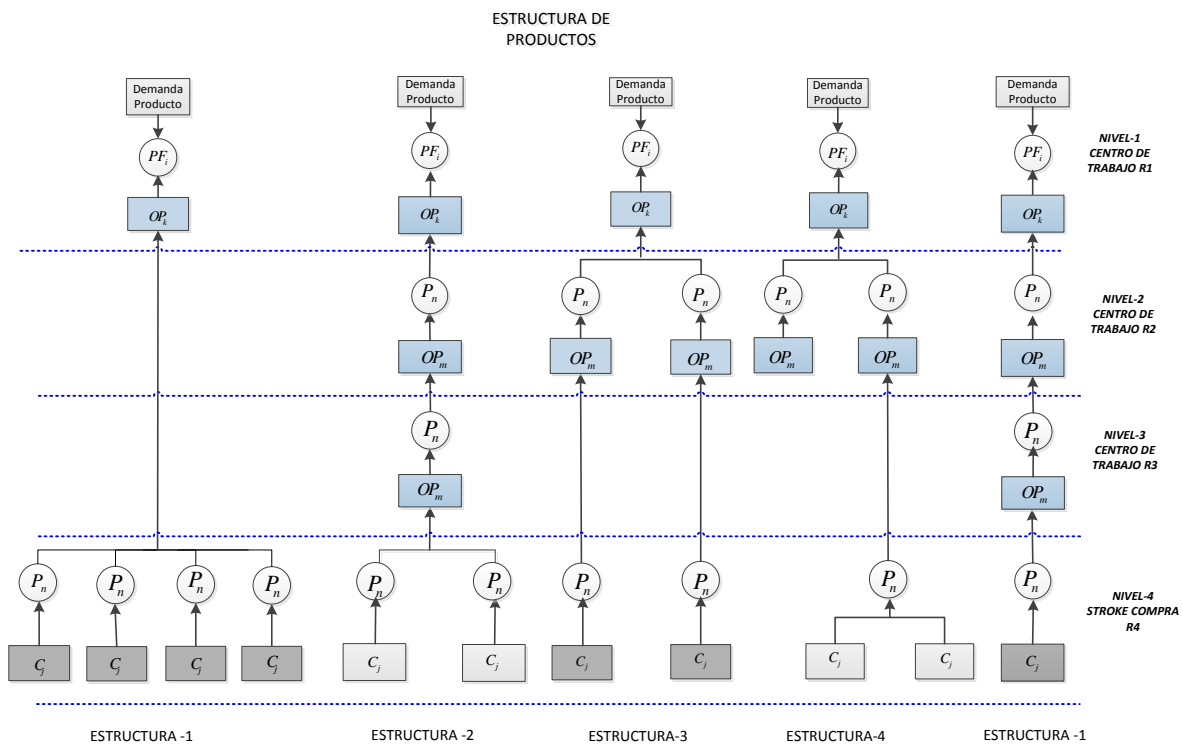 ESTRUCTURA DE
PRODUCTOS
Demanda
Producto
Demanda
Producto
Demanda
Producto
Demanda
Producto
Demanda
Producto
PF_i
PF_i
PF_i
PF_i
PF_i
NIVEL-1
CENTRO DE
TRABAJO R1
OP_k
OP_k
OP_k
OP_k
OP_k
P_n
P_n
P_n
P_n
P_n
P_n
NIVEL-2
CENTRO DE
TRABAJO R2
OP_m
OP_m
OP_m
OP_m
OP_m
OP_m
P_n
P_n
NIVEL-3
CENTRO DE
TRABAJO R3
OP_m
OP_m
P_n
P_n
P_n
P_n
P_n
P_n
P_n
P_n
P_n
P_n
NIVEL-4
STROKE COMPRA
R4
C_j
C_j
C_j
C_j
C_j
C_j
C_j
C_j
C_j
C_j
C_j
ESTRUCTURA -1
ESTRUCTURA -2
ESTRUCTURA-3
ESTRUCTURA-4
ESTRUCTURA -1